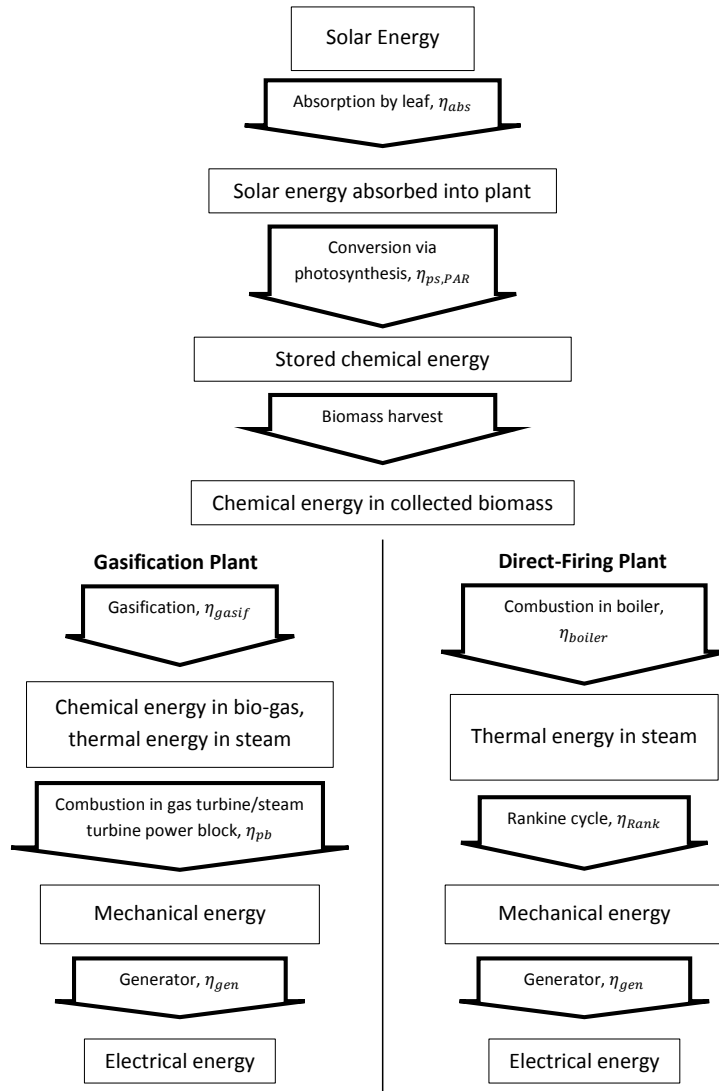 Solar Energy
Absorption by leaf, η_abs
Solar energy absorbed into plant
Conversion via
photosynthesis, η_ps,PAR
Stored chemical energy
Biomass harvest
Chemical energy in collected biomass
Gasification Plant
Gasification, η_gasif
Chemical energy in bio-gas,
thermal energy in steam
Combustion in gas turbine/steam
turbine power block, η_pb
Mechanical energy
Generator, η_gen
Electrical energy
Direct-Firing Plant
Combustion in boiler,
η_boiler
Thermal energy in steam
Rankine cycle, η_Rank
Mechanical energy
Generator, η_gen
Electrical energy